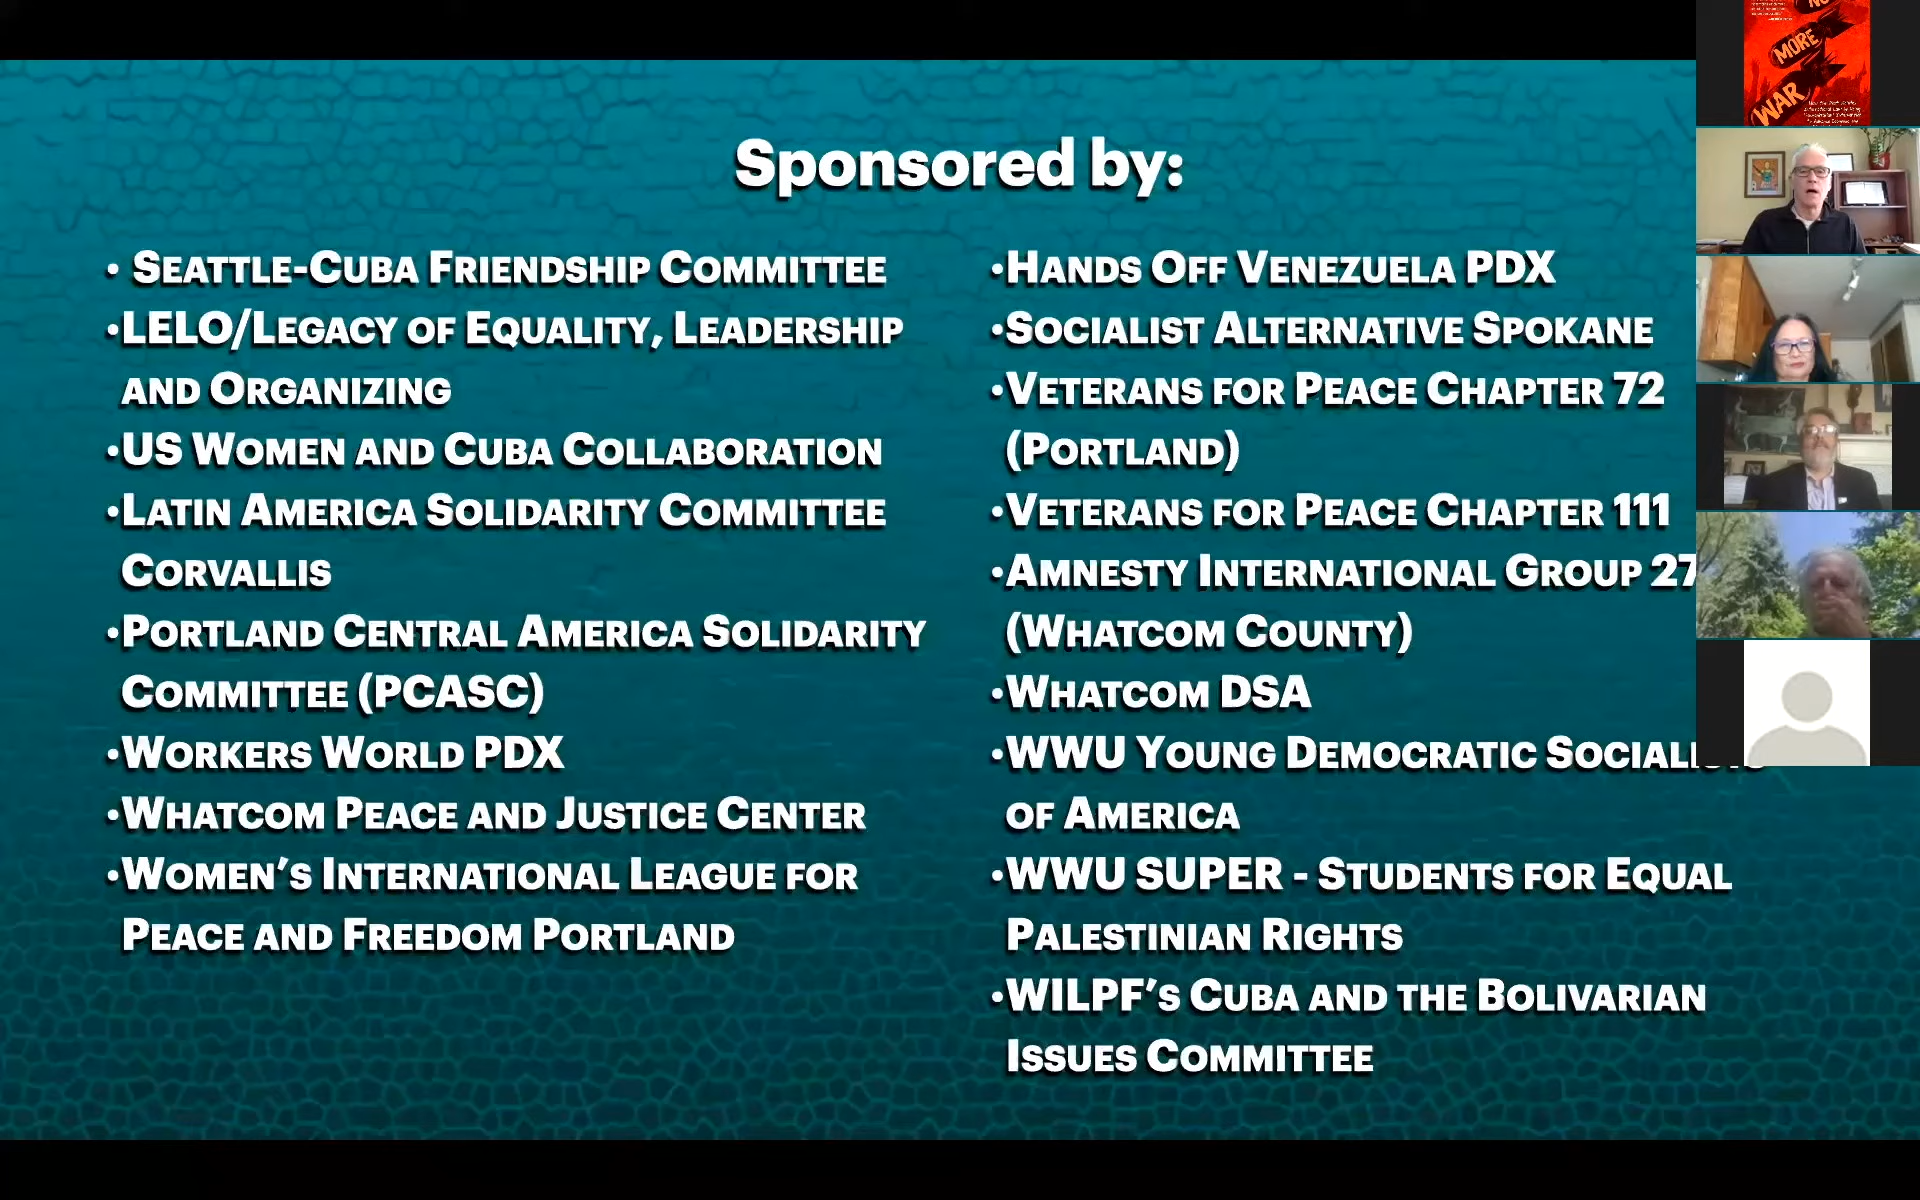 Sponsored by:
• Seattle-Cuba Friendship Committee
•LELO/Legacy of Equality, Leadership
and Organizing
•US Women and Cuba Collaboration
•Latin America Solidarity Committee
Corvallis
•Portland Central America Solidarity
Committee (PCASC)
•Workers World PDX
•Whatcom Peace and Justice Center
•Women's International League for
Peace and Freedom Portland
•Hands Off Venezuela PDX
•Socialist Alternative Spokane
•Veterans for Peace Chapter 72
(Portland)
•Veterans for Peace Chapter 111
•Amnesty International Group 27
(Whatcom County)
•Whatcom DSA
•WWU Young Democratic
of America
•WWU SUPER - Students for Equal
Palestinian Rights
•WILPF's Cuba and the Bolivarian
Issues Committee
NO
MORE
WAR